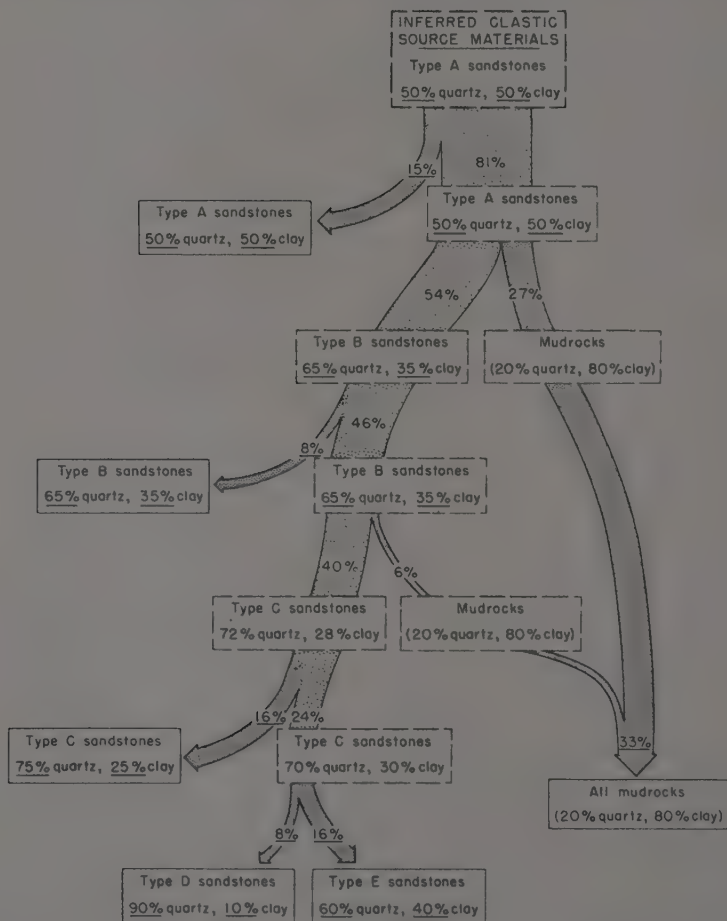 INFERRED CLASTIC
SOURCE MATERIALS
Type A sandstones
50% quartz, 50% clay
15%
81%
Type A sandstones
50% quartz, 50% clay
Type A sandstones
50% quartz, 50% clay
54%
27%
Type B sandstones
65% quartz, 35% clay
Mudrocks
(20% quartz, 80% clay)
46%
8%
Type B sandstones
65% quartz, 35% clay
Type B sandstones
65% quartz, 35% clay
40%
6%
Type C sandstones
72% quartz, 28% clay
Mudrocks
(20% quartz, 80% clay)
16%
24%
33%
Type C sandstones
75% quartz, 25% clay
Type C sandstones
70% quartz, 30% clay
All mudrocks
(20% quartz, 80% clay)
8%
16%
Type D sandstones
90% quartz, 10% clay
Type E sandstones
60% quartz, 40% clay